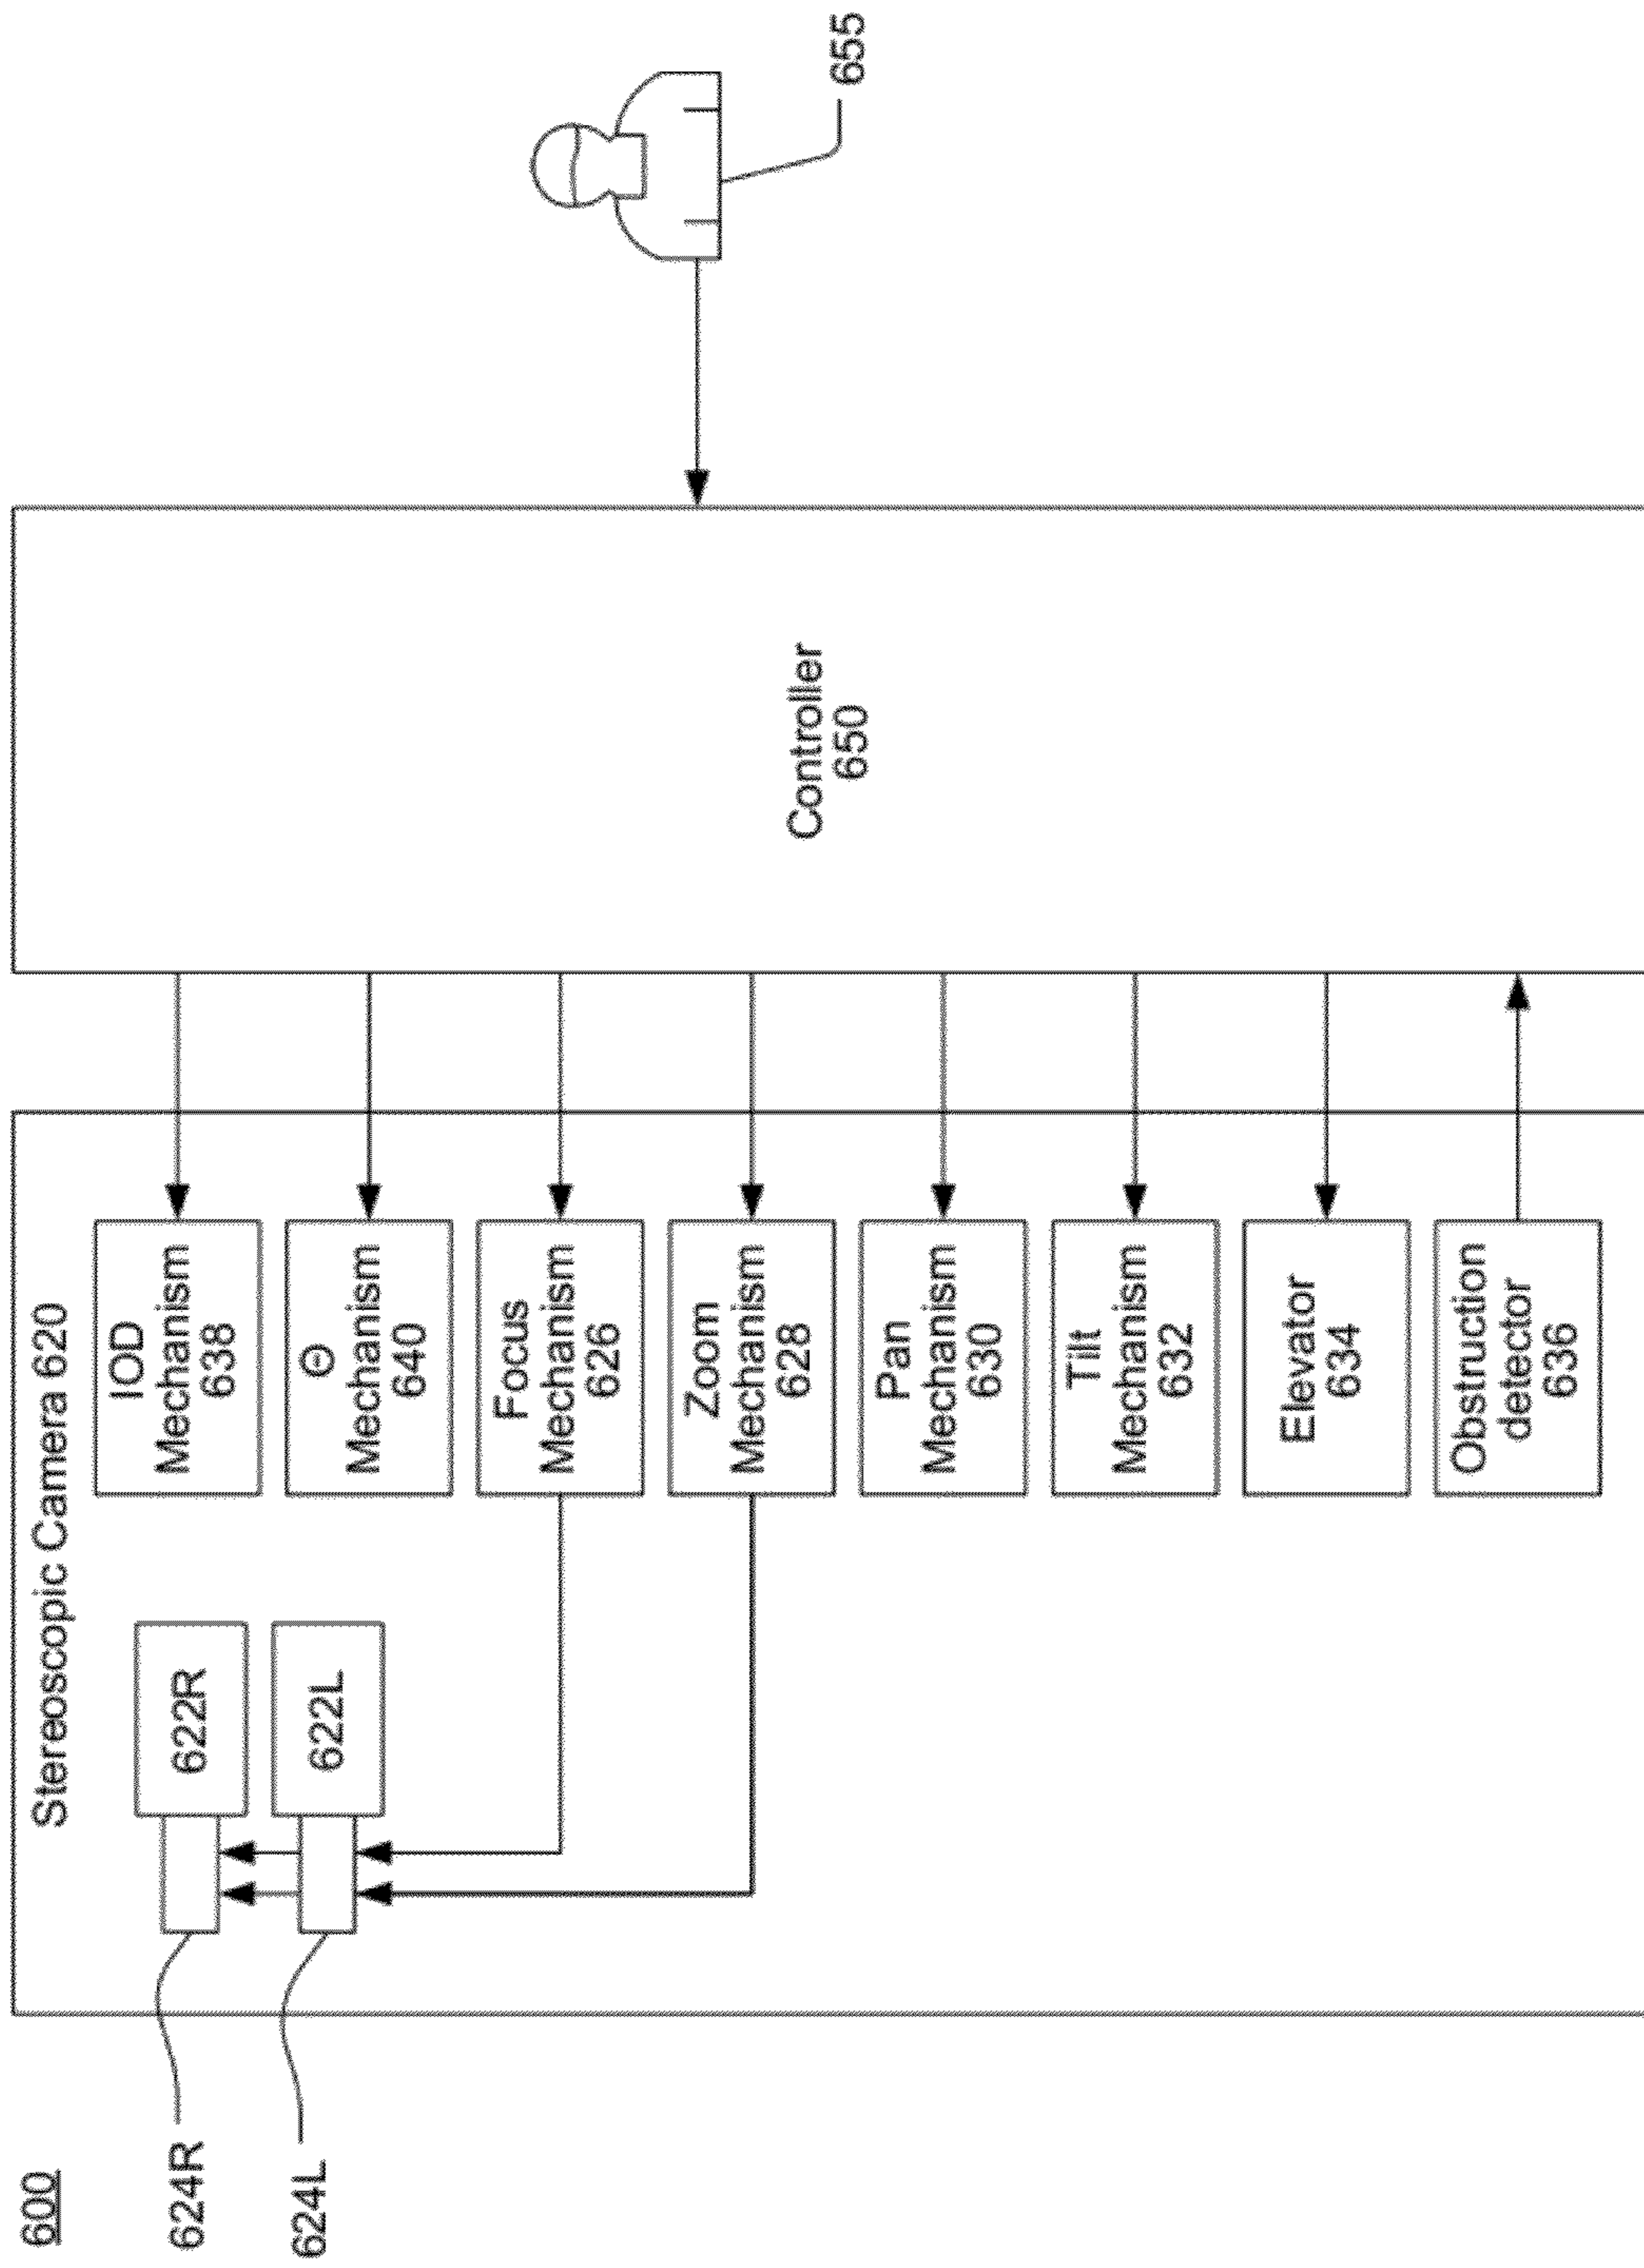 600
Stereoscopic Camera 620
624R
624L
622R
622L
IOD
Mechanism
638
Θ
Mechanism
640
Focus
Mechanism
626
Zoom
Mechanism
628
Pan
Mechanism
630
Tilt
Mechanism
632
Elevator
634
Obstruction
detector
636
Controller
650
655